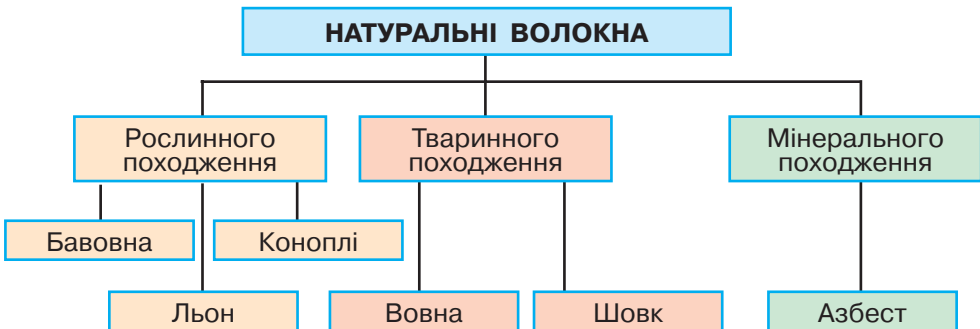 НАТУРАЛЬНІ ВОЛОКНА
Рослинного
походження
Тваринного
походження
Мінерального
походження
Бавовна
Коноплі
Льон
Вовна
Шовк
Азбест